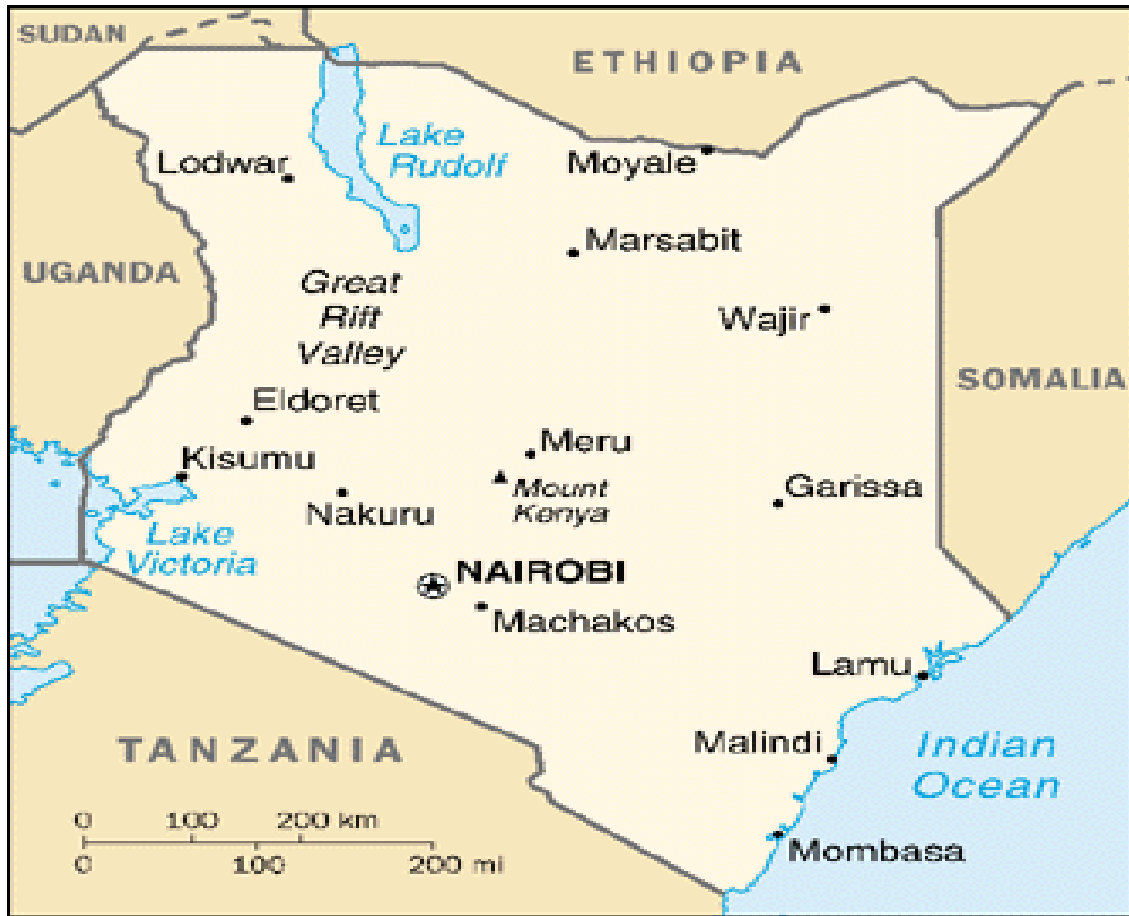 SUDAN
ETHIOPIA
Lake
Rudolf
Lodwar
Moyale
Marsabit
UGANDA
Great
Rift
Valley
Wajir
SOMALIA
Eldoret
Kisumu
Meru
Mount
Kenya
Garissa
Nakuru
Lake
Victoria
NAIROBI
Machakos
Lamu
TANZANIA
Malindi
Indian
Ocean
0 100 200 km
0 100 200 mi
Mombasa